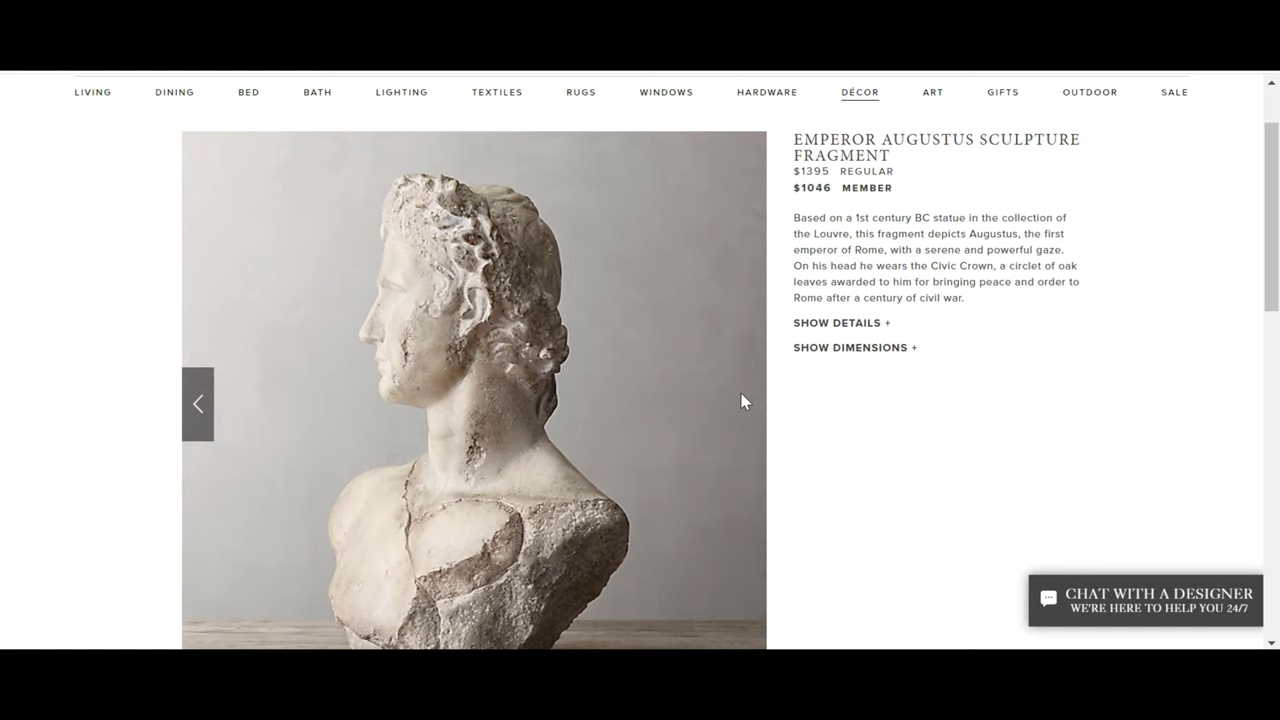 LIVING DINING BED BATH LIGHTING TEXTILES RUGS WINDOWS HARDWARE DÉCOR ART GIFTS OUTDOOR SALE
EMPEROR AUGUSTUS SCULPTURE
FRAGMENT
$1395 REGULAR
$1046 MEMBER
Based on a 1st century BC statue in the collection of
the Louvre, this fragment depicts Augustus, the first
emperor of Rome, with a serene and powerful gaze.
On his head he wears the Civic Crown, a circlet of oak
leaves awarded to him for bringing peace and order to
Rome after a century of civil war.
SHOW DETAILS +
SHOW DIMENSIONS +
CHAT WITH A DESIGNER
WE'RE HERE TO HELP YOU 24/7